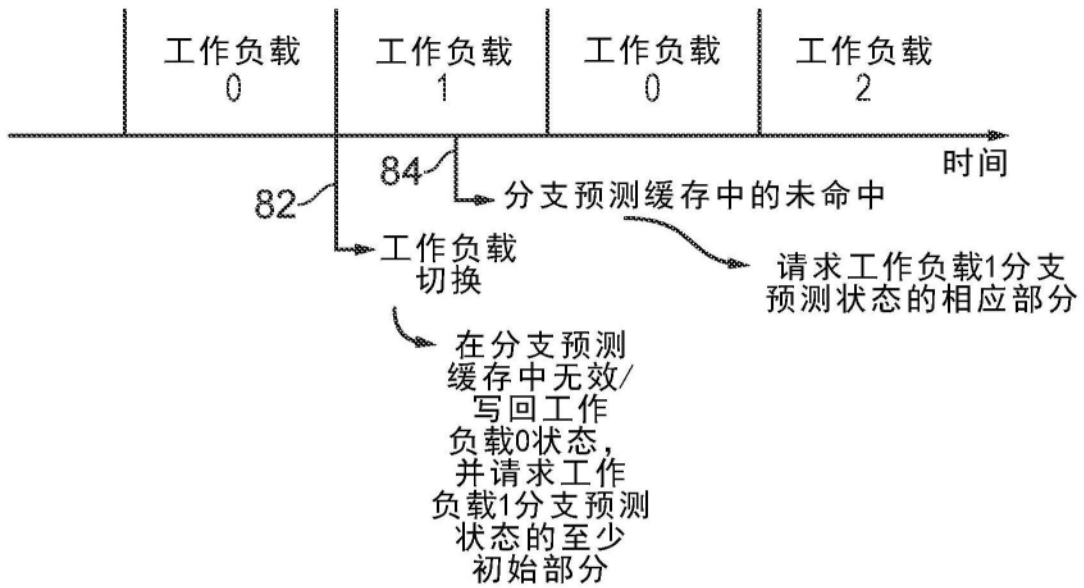 工作负载
0
工作负载
1
工作负载
0
工作负载
2
时间
84
分支预测缓存中的未命中
82
工作负载
切换
请求工作负载1分支
预测状态的相应部分
在分支预测
缓存中无效/
写回工作
负载0状态，
并请求工作
负载1分支预测
状态的至少
初始部分